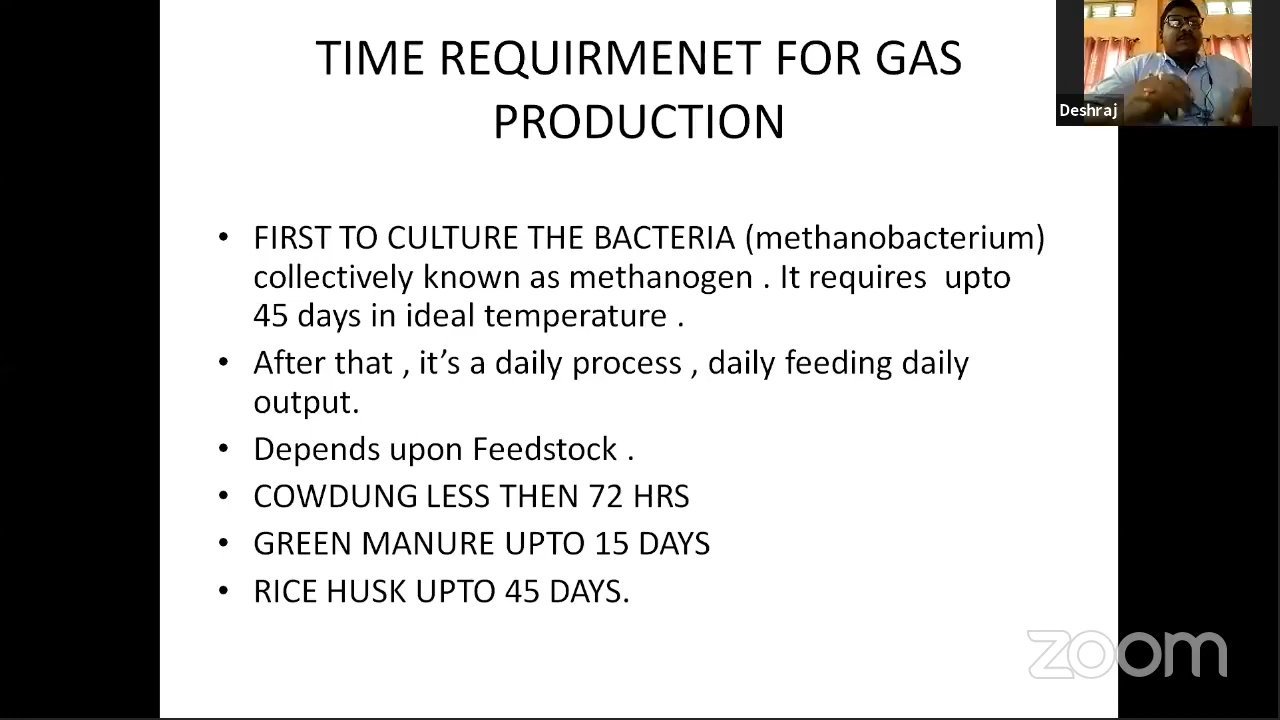 TIME REQUIRMENET FOR GAS
PRODUCTION
Deshraj
• FIRST TO CULTURE THE BACTERIA (methanobacterium)
collectively known as methanogen . It requires upto
45 days in ideal temperature .
• After that , it’s a daily process , daily feeding daily
output.
• Depends upon Feedstock .
• COWDUNG LESS THEN 72 HRS
• GREEN MANURE UPTO 15 DAYS
• RICE HUSK UPTO 45 DAYS.
zoom